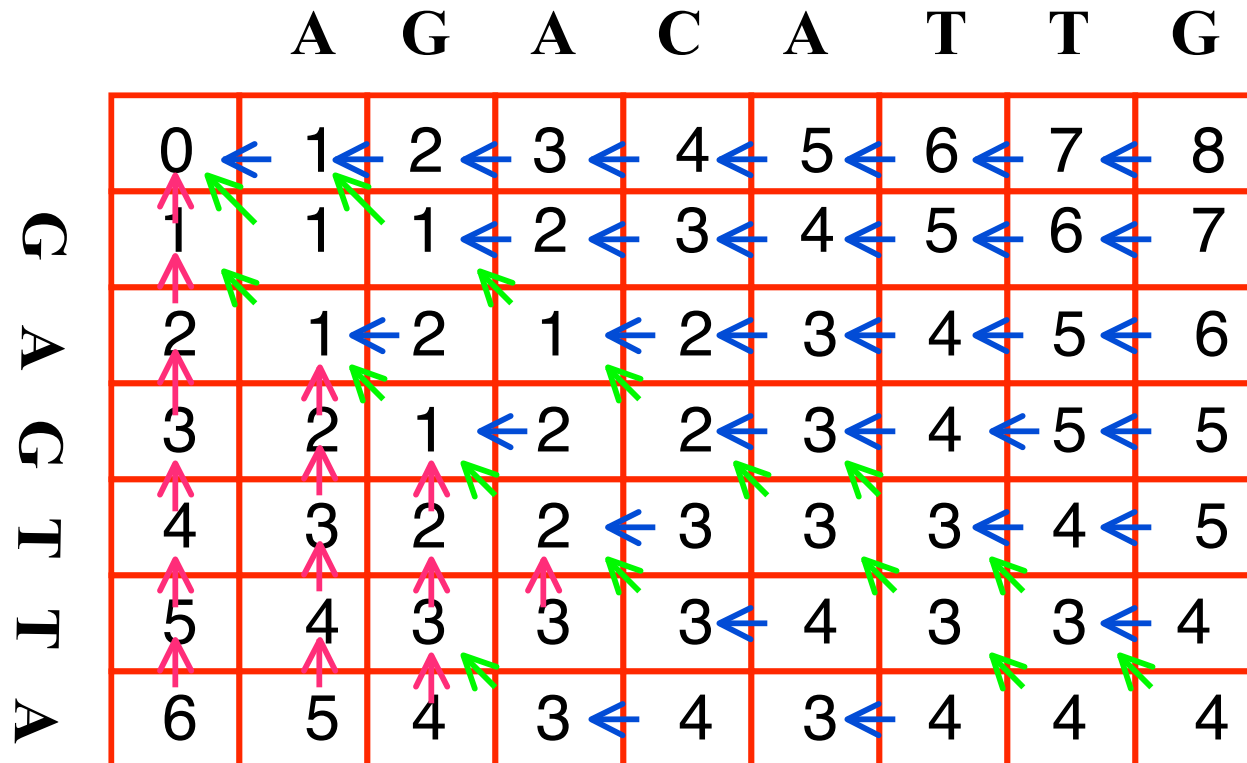 A G A C A T T G
0 1 2 3 4 5 6 7 8
G 1 1 1 2 3 4 5 6 7
A 2 1 2 1 2 3 4 5 6
G 3 2 1 2 2 3 4 5 5
T 4 3 2 2 3 3 3 4 5
T 5 4 3 3 3 4 3 3 4
A 6 5 4 3 4 3 4 4 4